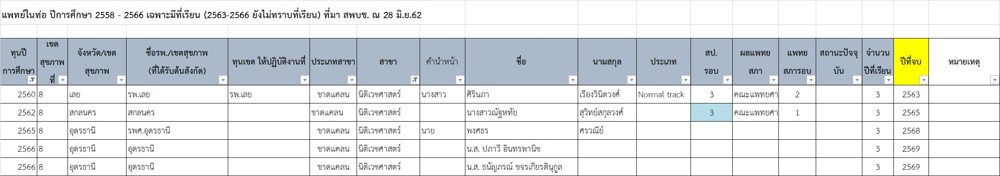 แพทย์ในท่อ ปีการศึกษา 2558 - 2566 เฉพาะมีที่เรียน (2563-2566 ยังไม่ทราบที่เรียน) ที่มา สพบช. ณ 28 มิ.ย.62
ทุนปีการศึกษา เขตสุขภาพที่ จังหวัด/เขตสุขภาพ ชื่อรพ./เขตสุขภาพ (ที่ได้รับต้นสังกัด) ทุนเขต ให้ปฏิบัติงานที่ ประเภทสาขา สาขา คำนำหน้า ชื่อ นามสกุล ประเภท สป.รอบ ผลแพทยสภา แพทยสภารอบ สถานะปัจจุบัน จำนวนปีที่เรียน ปีที่จบ หมายเหตุ
2560 8 เลย รพ.เลย รพ.เลย ขาดแคลน นิติเวชศาสตร์ นางสาว ศิรินภา เรืองวินิตวงศ์ Normal track 3 คณะแพทยศา 2 3 2563
2562 8 สกลนคร สกลนคร ขาดแคลน นิติเวชศาสตร์ นางสาวณัฐหทัย สุวิทย์สกุลวงศ์ 3 คณะแพทยศา 1 3 2565
2565 8 อุดรธานี รพศ.อุดรธานี ขาดแคลน นิติเวชศาสตร์ นาย พงศธร ศรวณีย์ 3 2568
2566 8 อุดรธานี อุดรธานี ขาดแคลน นิติเวชศาสตร์ น.ส. ปภาวี อินทรพานิช 3 2569
2566 8 อุดรธานี อุดรธานี ขาดแคลน นิติเวชศาสตร์ น.ส. ธนัญภรณ์ ขจรเกียรตินุกูล 3 2569